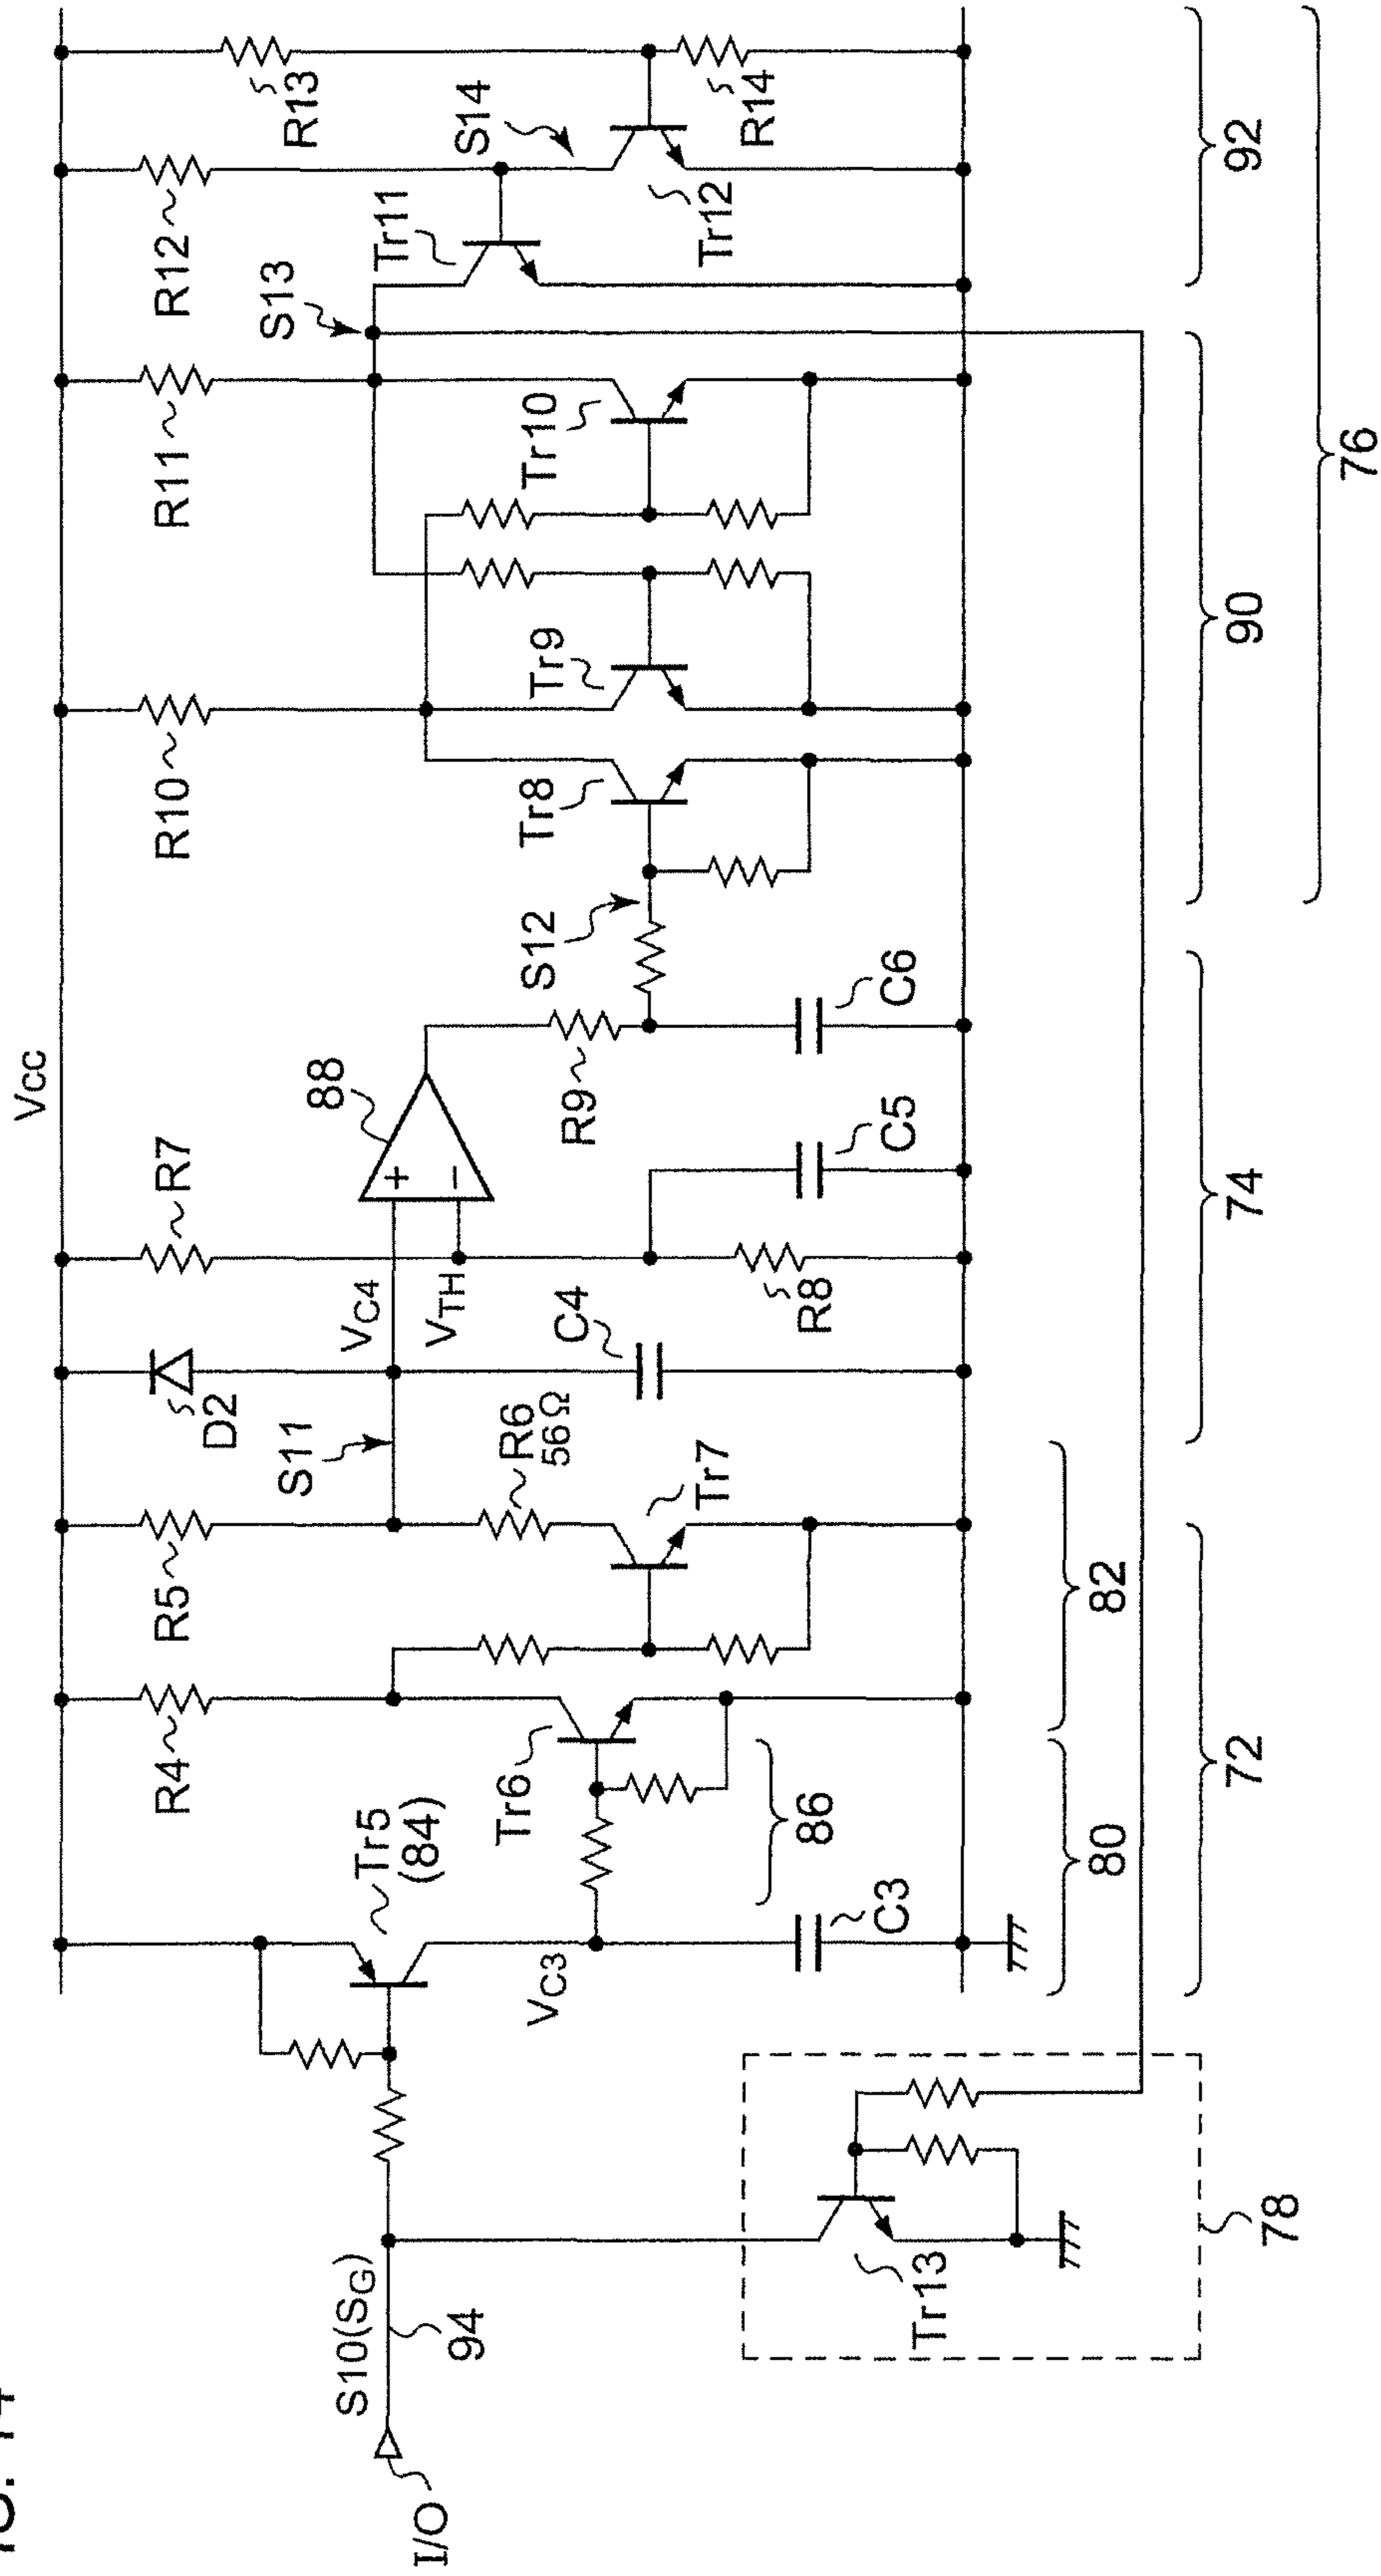 Vcc
R4
R5
R7
R10
R11
R12
R13
Tr5
(84)
S11
D2
VC4
VTH
88
S13
Tr11
S14
S10(SG)
94
I/O
VC3
Tr6
R6
56Ω
C4
R9
S12
Tr8
Tr9
Tr10
Tr7
Tr12
R14
86
C3
R8
C5
C6
Tr13
78
80
82
72
74
90
92
76